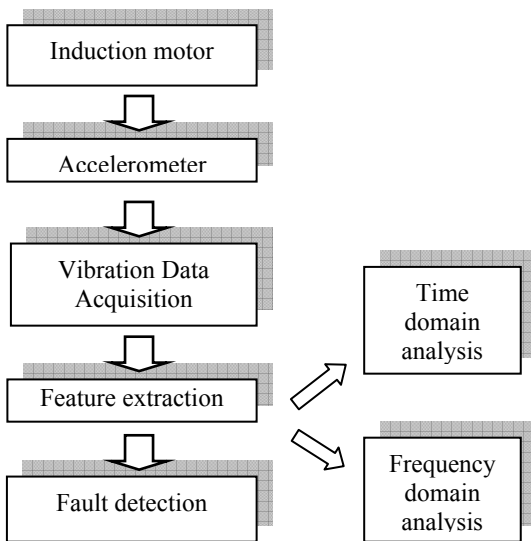 Induction motor
Accelerometer
Vibration Data
Acquisition
Feature extraction
Fault detection
Time
domain
analysis
Frequency
domain
analysis